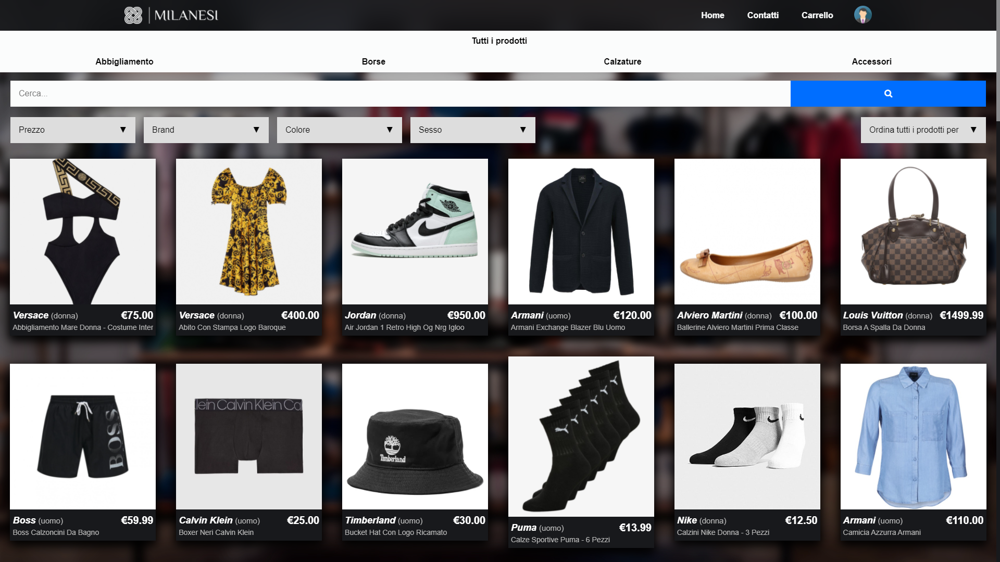 MILANESI
Home Contatti Carrello
Tutti i prodotti
Abbigliamento Borse Calzature Accessori
Cerca...
Prezzo ▼ Brand ▼ Colore ▼ Sesso ▼ Ordina tutti i prodotti per ▼
Versace (donna) €75.00
Abbigliamento Mare Donna - Costume Inter
Versace (donna) €400.00
Abito Con Stampa Logo Baroque
Jordan (donna) €950.00
Air Jordan 1 Retro High Og Nrg Igloo
Armani (uomo) €120.00
Armani Exchange Blazer Blu Uomo
Alviero Martini (donna) €100.00
Ballerine Alviero Martini Prima Classe
Louis Vuitton (donna) €1499.99
Borsa A Spalla Da Donna
BOSS
Boss (uomo) €59.99
Boss Calzoncini Da Bagno
lein Calvin Klein Ca
Calvin Klein (uomo) €25.00
Boxer Neri Calvin Klein
Timberland
Timberland (uomo) €30.00
Bucket Hat Con Logo Ricamato
Puma (uomo) €13.99
Calze Sportive Puma - 6 Pezzi
Nike (donna) €12.50
Calzini Nike Donna - 3 Pezzi
Armani (uomo) €110.00
Camicia Azzurra Armani